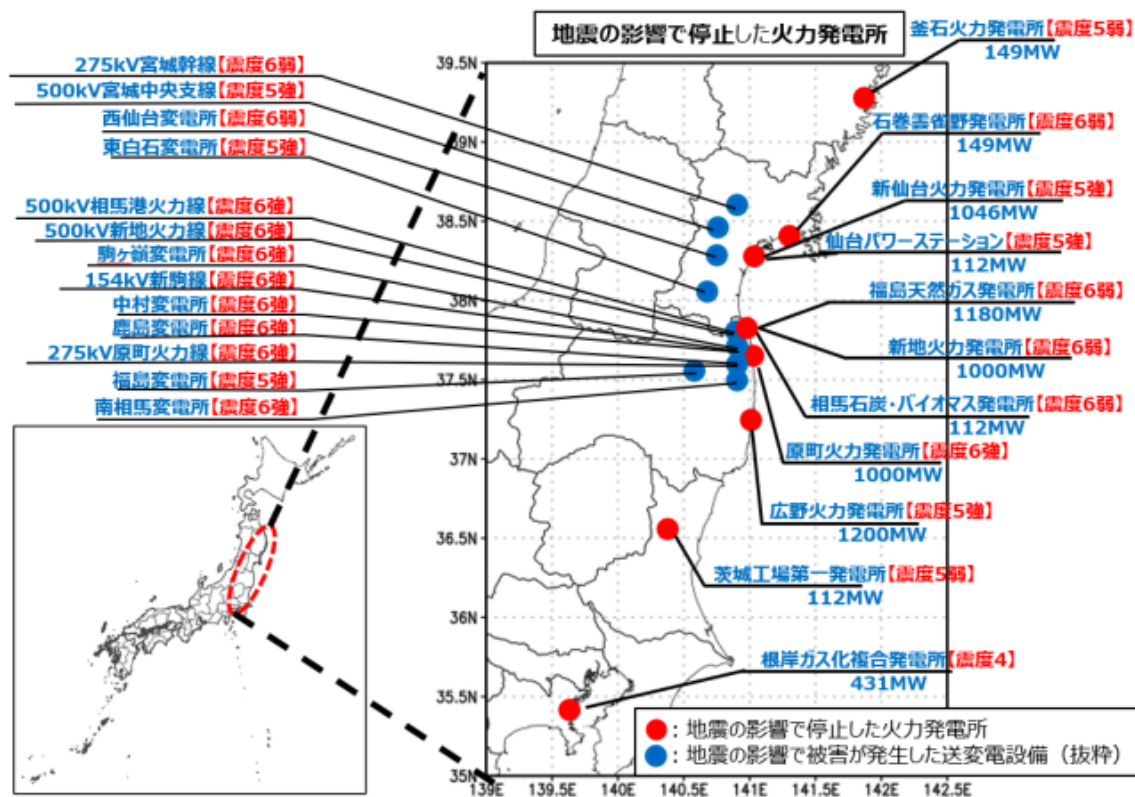 地震の影響で停止した火力発電所
275kV宮城幹線【震度6弱】
500kV宮城中央支線【震度5強】
西仙台変電所【震度6弱】
東白石変電所【震度5強】
500kV相馬港火力線【震度6強】
500kV新地火力線【震度6強】
駒ヶ嶺変電所【震度6強】
154kV新駒線【震度6強】
中村変電所【震度6強】
鹿島変電所【震度6強】
275kV原町火力線【震度6強】
福島変電所【震度5強】
南相馬変電所【震度6強】
釜石火力発電所【震度5弱】
149MW
石巻雲雀野発電所【震度6弱】
149MW
新仙台火力発電所【震度5強】
1046MW
仙台パワーステーション【震度5強】
112MW
福島天然ガス発電所【震度6弱】
1180MW
新地火力発電所【震度6弱】
1000MW
相馬石炭・バイオマス発電所【震度6弱】
112MW
原町火力発電所【震度6強】
1000MW
広野火力発電所【震度5強】
1200MW
茨城工場第一発電所【震度5弱】
112MW
根岸ガス化複合発電所【震度4】
431MW
39.5N
39N
38.5N
38N
37.5N
37N
36.5N
36N
35.5N
35N
139E
139.5E
140E
140.5E
141E
141.5E
142E
142.5E
:地震の影響で停止した火力発電所
:地震の影響で被害が発生した送変電設備（抜粋）